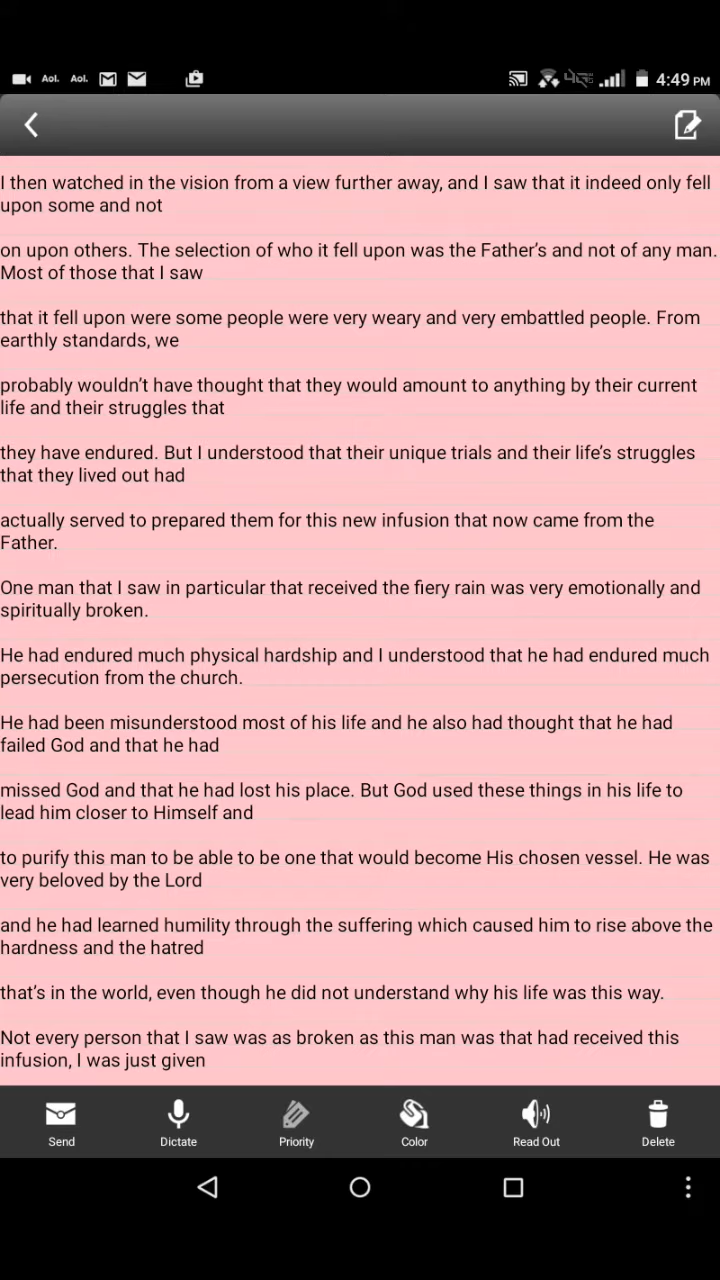 Aol. Aol. 4:49 PM
I then watched in the vision from a view further away, and I saw that it indeed only fell
upon some and not
on upon others. The selection of who it fell upon was the Father's and not of any man.
Most of those that I saw
that it fell upon were some people were very weary and very embattled people. From
earthly standards, we
probably wouldn't have thought that they would amount to anything by their current
life and their struggles that
they have endured. But I understood that their unique trials and their life's struggles
that they lived out had
actually served to prepared them for this new infusion that now came from the
Father.
One man that I saw in particular that received the fiery rain was very emotionally and
spiritually broken.
He had endured much physical hardship and I understood that he had endured much
persecution from the church.
He had been misunderstood most of his life and he also had thought that he had
failed God and that he had
missed God and that he had lost his place. But God used these things in his life to
lead him closer to Himself and
to purify this man to be able to be one that would become His chosen vessel. He was
very beloved by the Lord
and he had learned humility through the suffering which caused him to rise above the
hardness and the hatred
that's in the world, even though he did not understand why his life was this way.
Not every person that I saw was as broken as this man was that had received this
infusion, I was just given
Send Dictate Priority Color Read Out Delete